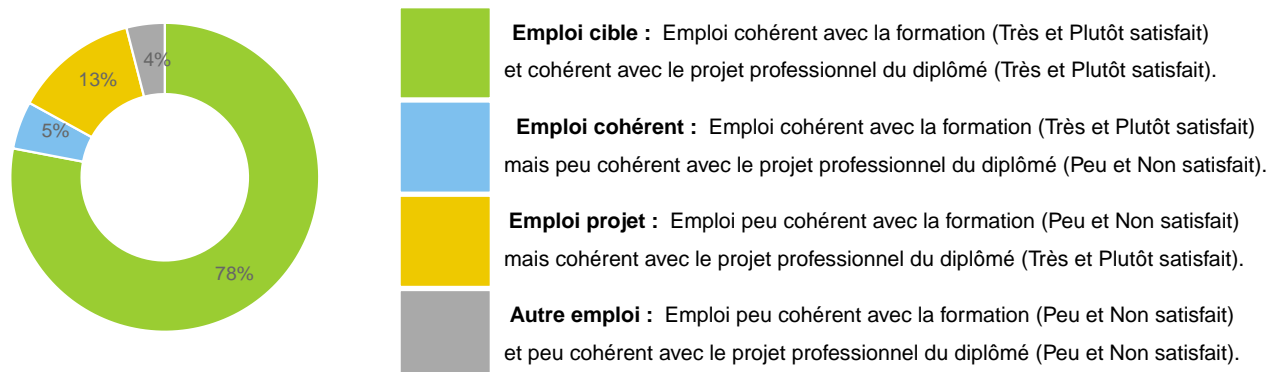 4%
13%
5%
78%
Emploi cible : Emploi cohérent avec la formation (Très et Plutôt satisfait)
et cohérent avec le projet professionnel du diplômé (Très et Plutôt satisfait).
Emploi cohérent : Emploi cohérent avec la formation (Très et Plutôt satisfait)
mais peu cohérent avec le projet professionnel du diplômé (Peu et Non satisfait).
Emploi projet : Emploi peu cohérent avec la formation (Peu et Non satisfait)
mais cohérent avec le projet professionnel du diplômé (Très et Plutôt satisfait).
Autre emploi : Emploi peu cohérent avec la formation (Peu et Non satisfait)
et peu cohérent avec le projet professionnel du diplômé (Peu et Non satisfait).